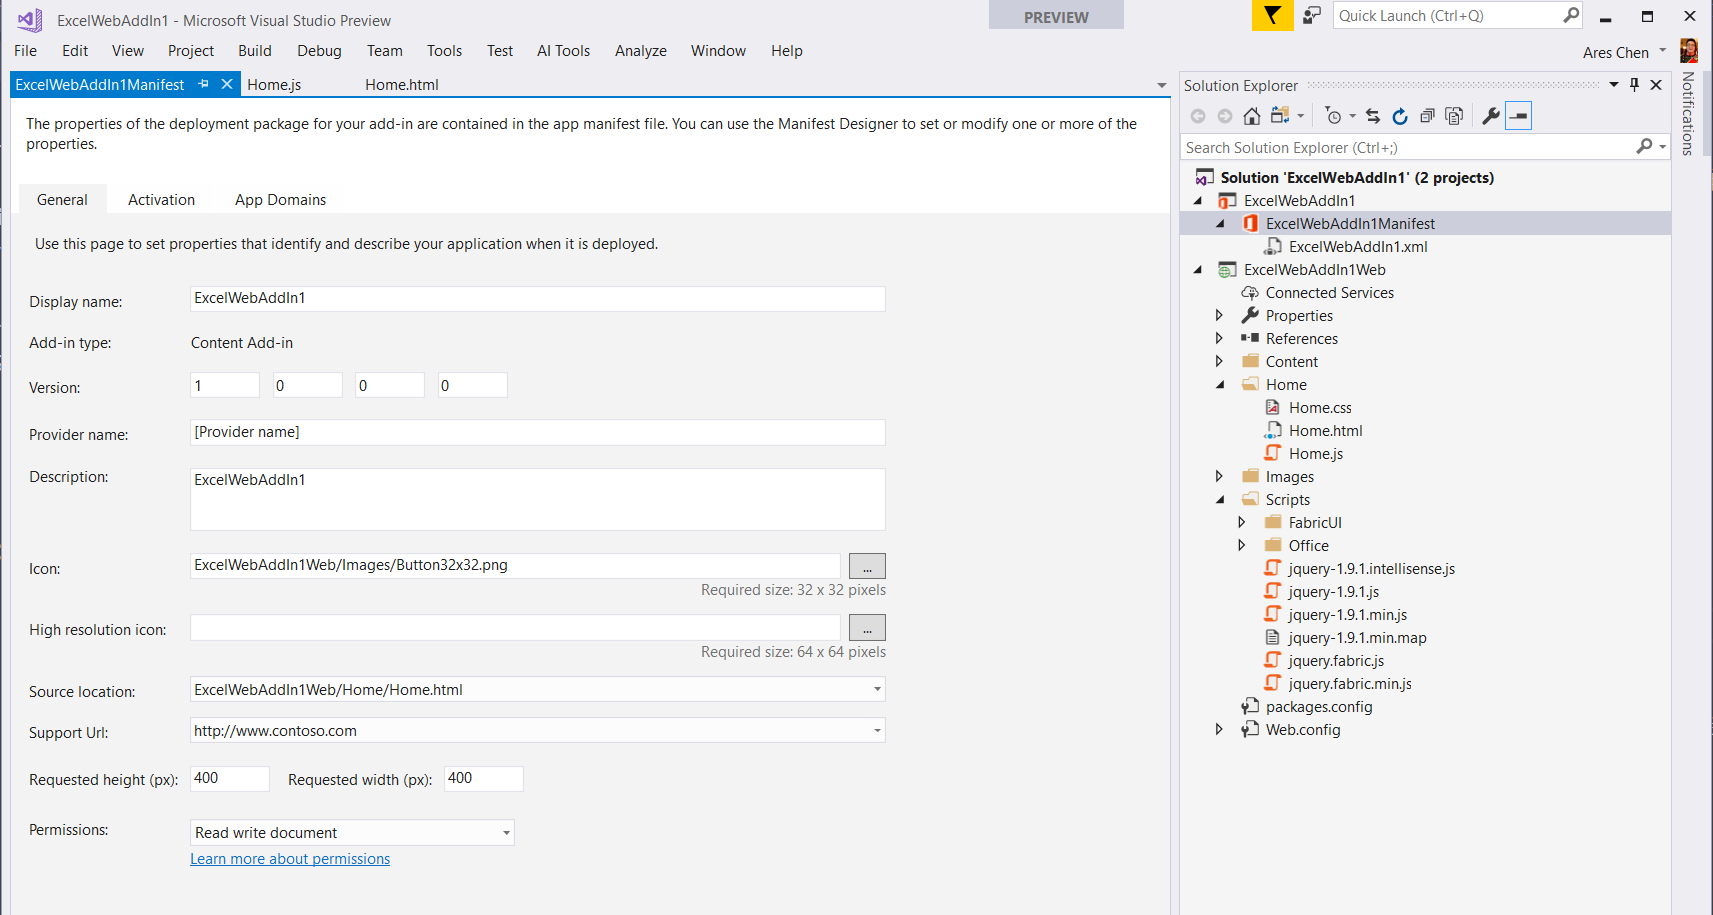 ExcelWebAddIn1 - Microsoft Visual Studio Preview
PREVIEW
Quick Launch (Ctrl+Q)
File Edit View Project Build Debug Team Tools Test AI Tools Analyze Window Help
Ares Chen
ExcelWebAddIn1Manifest Home.js Home.html
The properties of the deployment package for your add-in are contained in the app manifest file. You can use the Manifest Designer to set or modify one or more of the
properties.
General Activation App Domains
Use this page to set properties that identify and describe your application when it is deployed.
Display name: ExcelWebAddIn1
Add-in type: Content Add-in
Version: 1 0 0 0
Provider name: [Provider name]
Description: ExcelWebAddIn1
Icon: ExcelWebAddIn1Web/Images/Button32x32.png ...
Required size: 32 x 32 pixels
High resolution icon: ...
Required size: 64 x 64 pixels
Source location: ExcelWebAddIn1Web/Home/Home.html
Support Url: http://www.contoso.com
Requested height (px): 400 Requested width (px): 400
Permissions: Read write document
Learn more about permissions
Solution Explorer
Search Solution Explorer (Ctrl+;)
Solution 'ExcelWebAddIn1' (2 projects)
ExcelWebAddIn1
ExcelWebAddIn1Manifest
ExcelWebAddIn1.xml
ExcelWebAddIn1Web
Connected Services
Properties
References
Content
Home
Home.css
Home.html
Home.js
Images
Scripts
FabricUI
Office
jquery-1.9.1.intellisense.js
jquery-1.9.1.js
jquery-1.9.1.min.js
jquery-1.9.1.min.map
jquery.fabric.js
jquery.fabric.min.js
packages.config
Web.config
Notifications